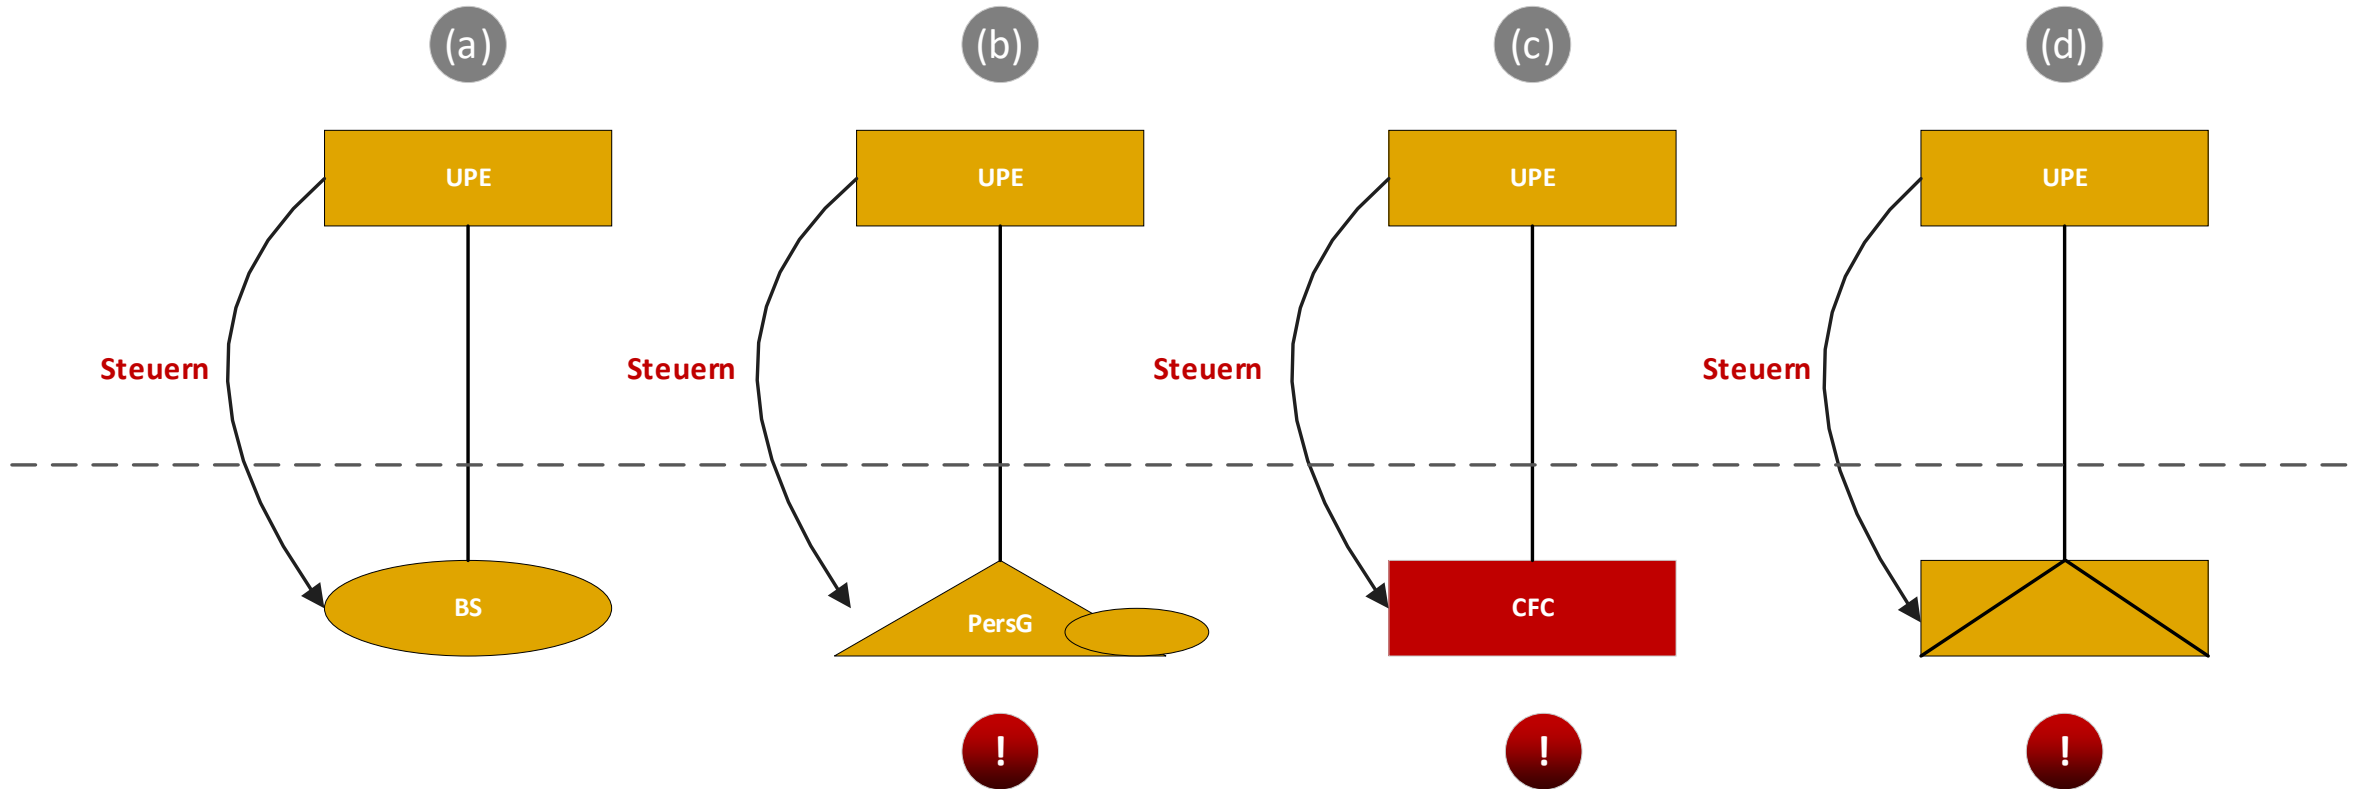 (a) (b) (c) (d)
UPE UPE UPE UPE
Steuern Steuern Steuern Steuern
BS PersG CFC
! ! !